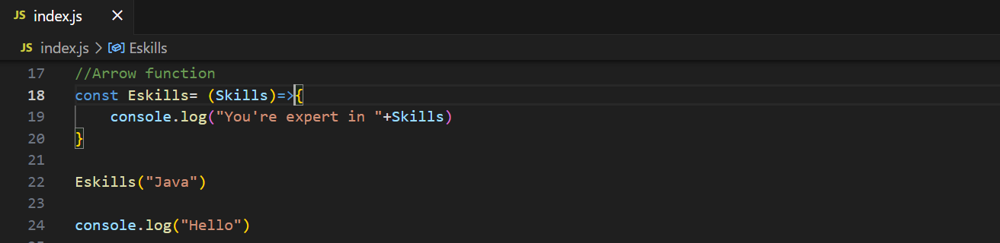 JS index.js ×
JS index.js > Eskills
17 //Arrow function
18 const Eskills= (Skills)=>{
19     console.log("You're expert in "+Skills)
20 }
21
22 Eskills("Java")
23
24 console.log("Hello")